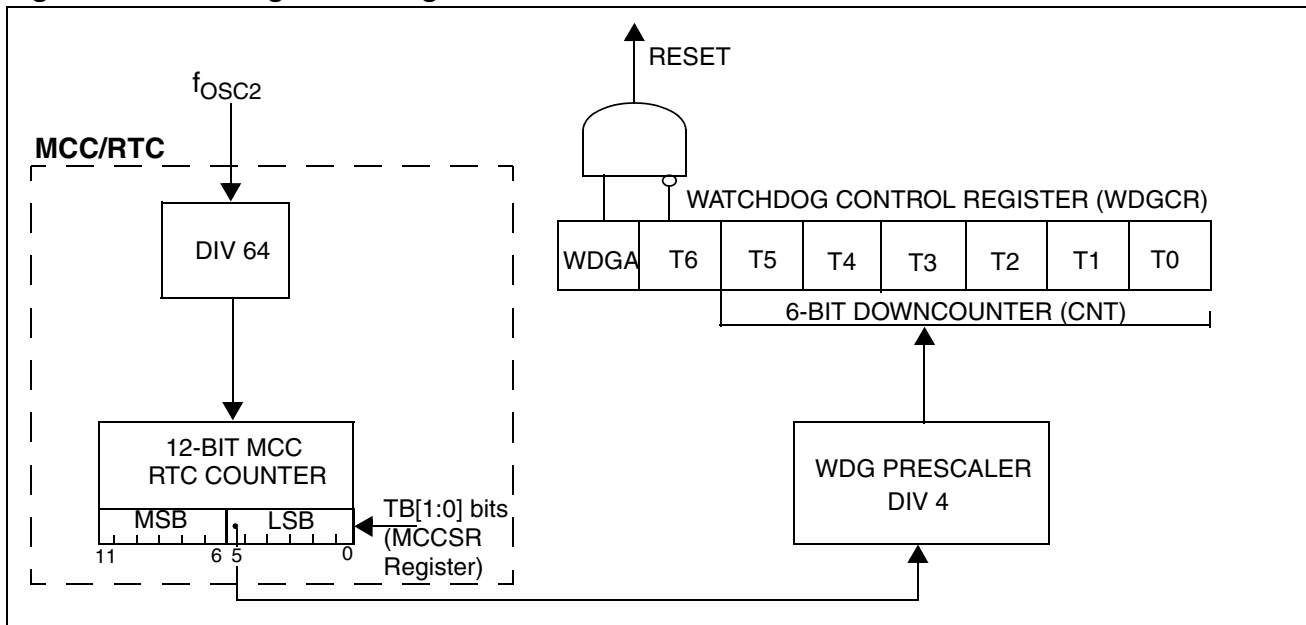 fOSC2
MCC/RTC
DIV 64
12-BIT MCC
RTC COUNTER
MSB
LSB
11
6
5
0
TB[1:0] bits
(MCCSR
Register)
RESET
WATCHDOG CONTROL REGISTER (WDGCR)
WDGA T6 T5 T4 T3 T2 T1 T0
6-BIT DOWNCOUNTER (CNT)
WDG PRESCALER
DIV 4